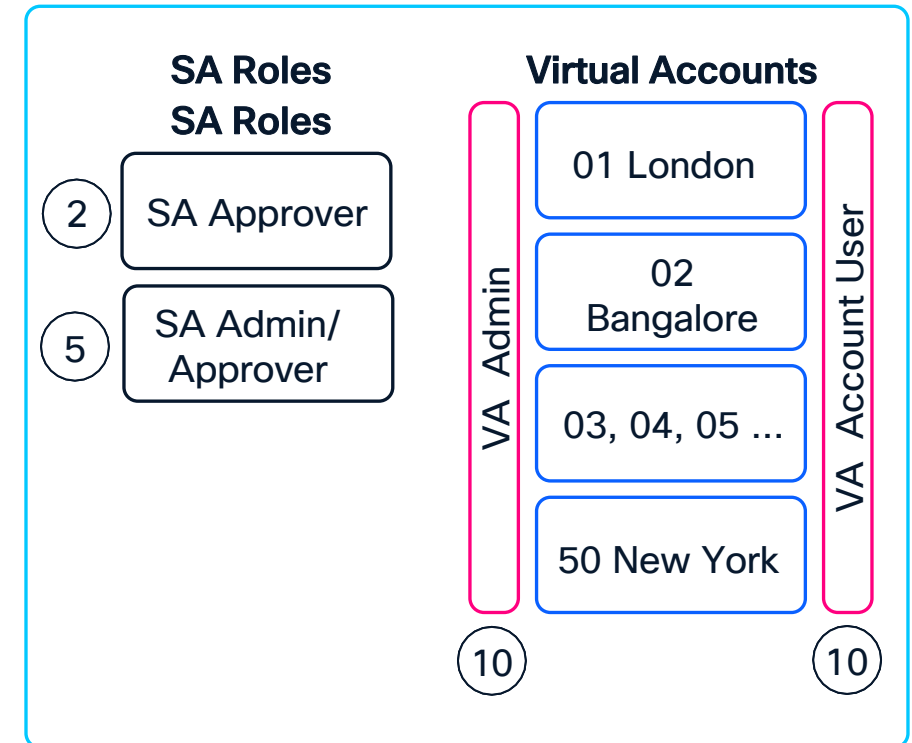 SA Roles
SA Roles
2
SA Approver
5
SA Admin/
Approver
Virtual Accounts
VA Admin
01 London
02
Bangalore
03, 04, 05 ...
50 New York
VA Account User
10
10